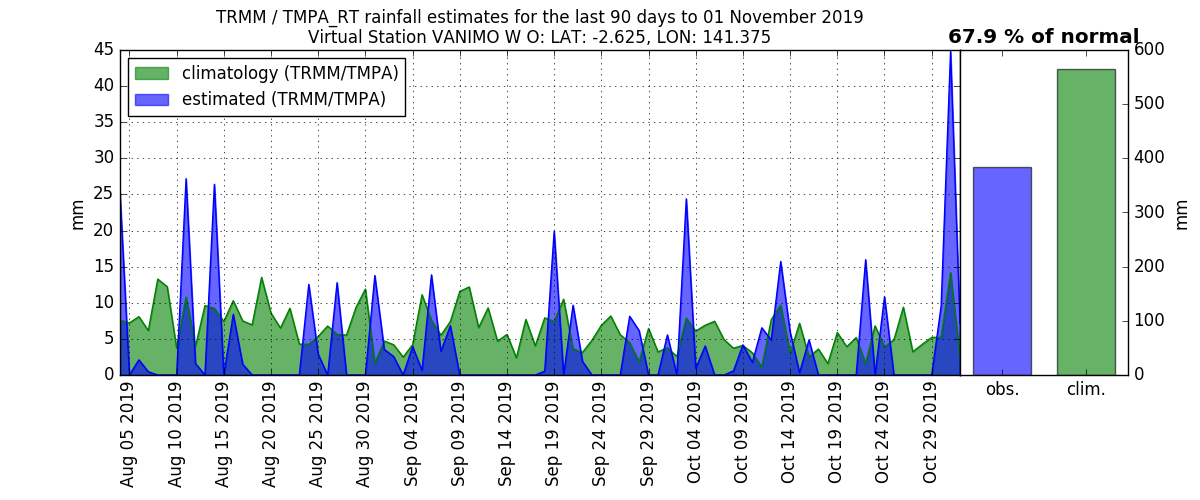 TRMM / TMPA_RT rainfall estimates for the last 90 days to 01 November 2019
Virtual Station VANIMO W O: LAT: -2.625, LON: 141.375
67.9 % of normal
climatology (TRMM/TMPA)
estimated (TRMM/TMPA)
mm
45
40
35
30
25
20
15
10
5
0
Aug 05 2019
Aug 10 2019
Aug 15 2019
Aug 20 2019
Aug 25 2019
Aug 30 2019
Sep 04 2019
Sep 09 2019
Sep 14 2019
Sep 19 2019
Sep 24 2019
Sep 29 2019
Oct 04 2019
Oct 09 2019
Oct 14 2019
Oct 19 2019
Oct 24 2019
Oct 29 2019
obs.
clim.
600
500
400
300
200
100
0
mm